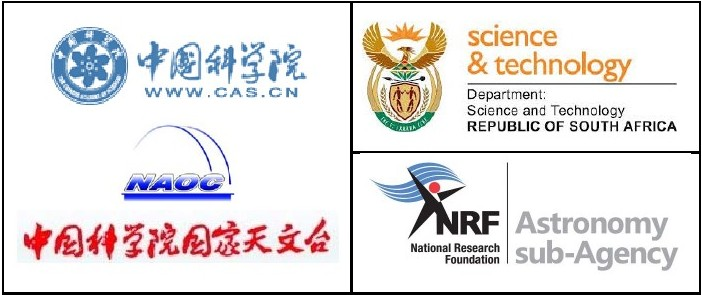 中国科学院
WWW.CAS.CN
NAOC
中国科学院国家天文台
science
& technology
Department:
Science and Technology
REPUBLIC OF SOUTH AFRICA
NRF
National Research
Foundation
Astronomy
sub-Agency